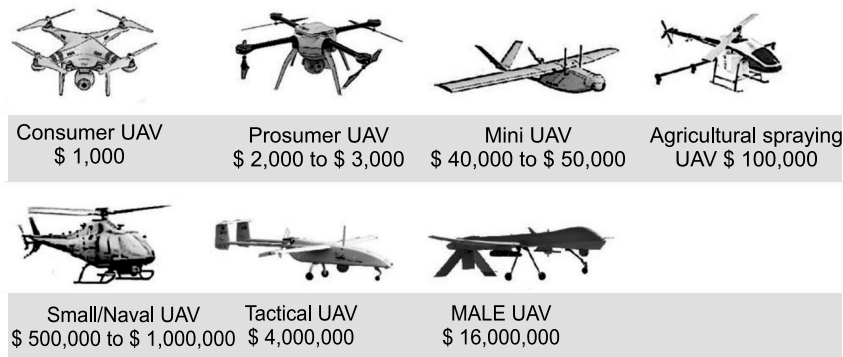 Consumer UAV
$ 1,000
Prosumer UAV
$ 2,000 to $ 3,000
Mini UAV
$ 40,000 to $ 50,000
Agricultural spraying
UAV $ 100,000
Small/Naval UAV
$ 500,000 to $ 1,000,000
Tactical UAV
$ 4,000,000
MALE UAV
$ 16,000,000